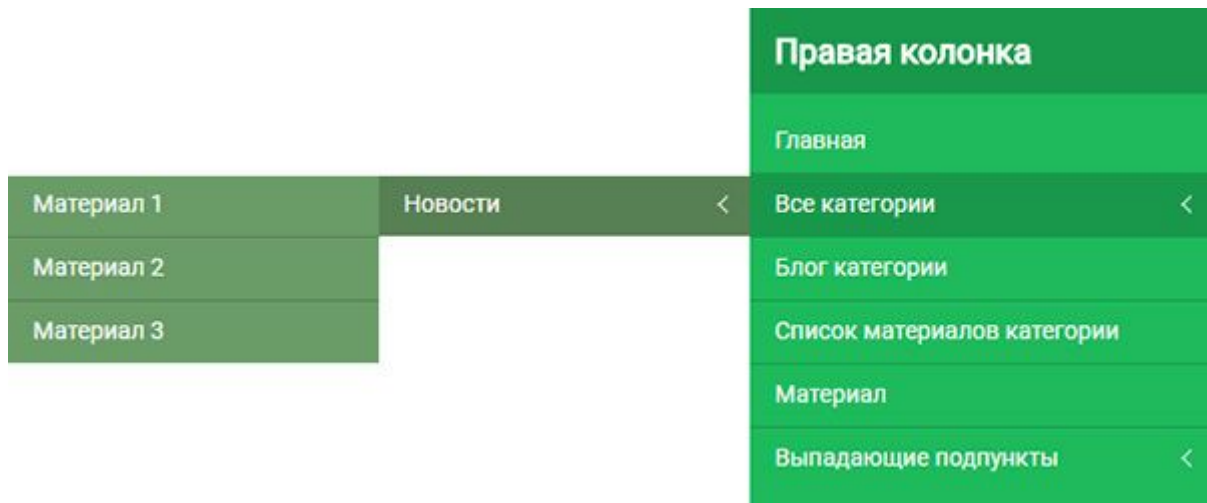 Правая колонка
Главная
Все категории <
Новости <
Материал 1
Материал 2
Материал 3
Блог категории
Список материалов категории
Материал
Выпадающие подпункты <